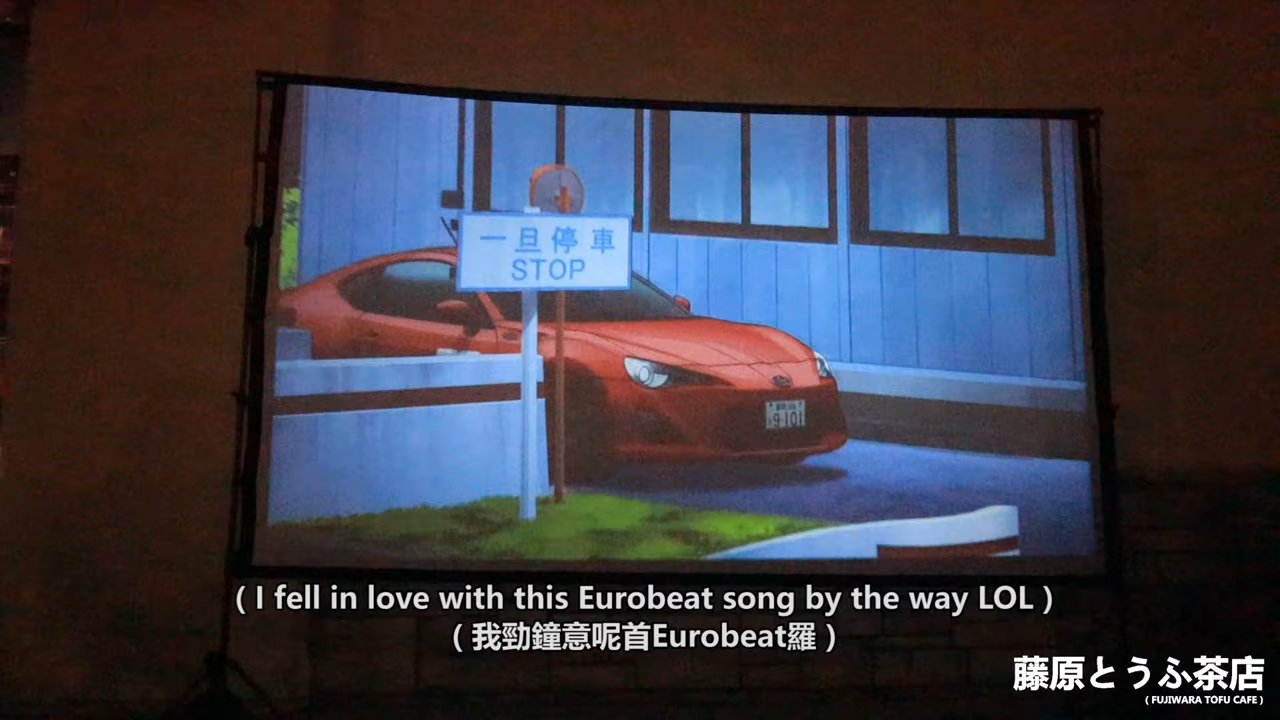 一旦停車
STOP
9-101
( I fell in love with this Eurobeat song by the way LOL )
( 我勁鐘意呢首Eurobeat羅 )
藤原とうふ茶店
( FUJIWARA TOFU CAFE )